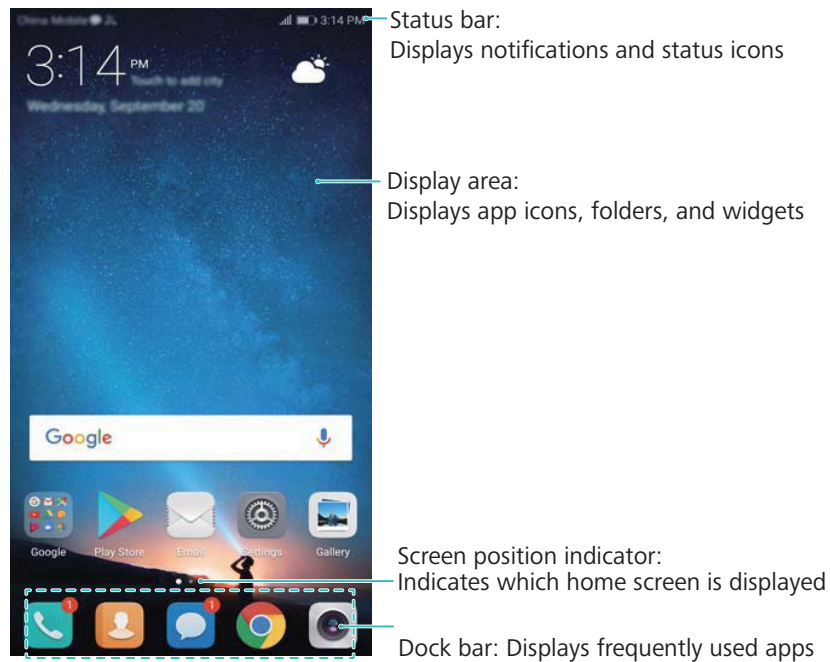 China Mobile 3:14 PM
Status bar:
Displays notifications and status icons
3:14 PM
Touch to add city
Wednesday, September 20
Display area:
Displays app icons, folders, and widgets
Google
Google Play Store Email Settings Gallery
Screen position indicator:
Indicates which home screen is displayed
1 1
Dock bar: Displays frequently used apps